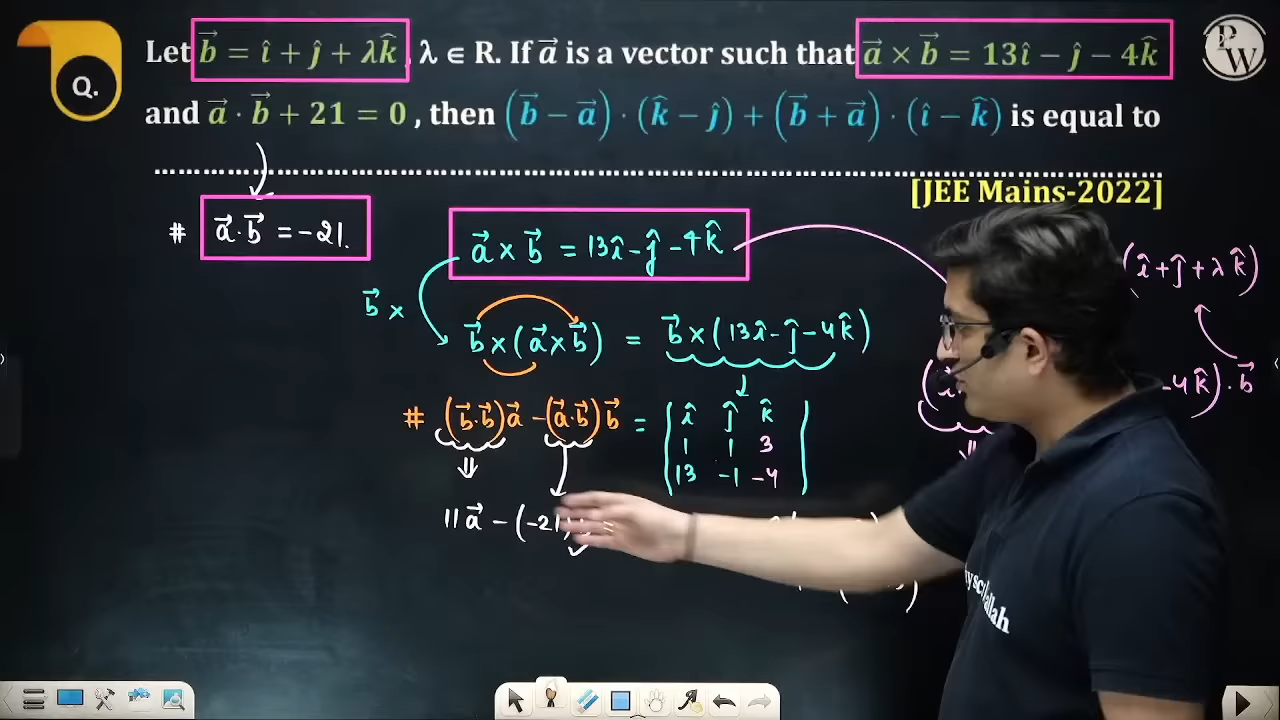 Q.
Let b⃗ = î + ĵ + λk̂, λ ∈ R. If a⃗ is a vector such that a⃗ × b⃗ = 13î − ĵ − 4k̂
and a⃗ · b⃗ + 21 = 0, then (b⃗ − a⃗) · (k̂ − ĵ) + (b⃗ + a⃗) · (î − k̂) is equal to
[JEE Mains-2022]
# a⃗·b⃗ = -21.
a⃗ × b⃗ = 13î - ĵ - 4k̂
(î + ĵ + λk̂)
b⃗ ×
b⃗ × (a⃗ × b⃗) = b⃗ × (13î - ĵ - 4k̂)
-4k̂)·b⃗
# (b⃗·b⃗)a⃗ - (a⃗·b⃗)b⃗ =
î ĵ k̂
1 1 3
13 -1 -4
11a⃗ - (-21)
PW